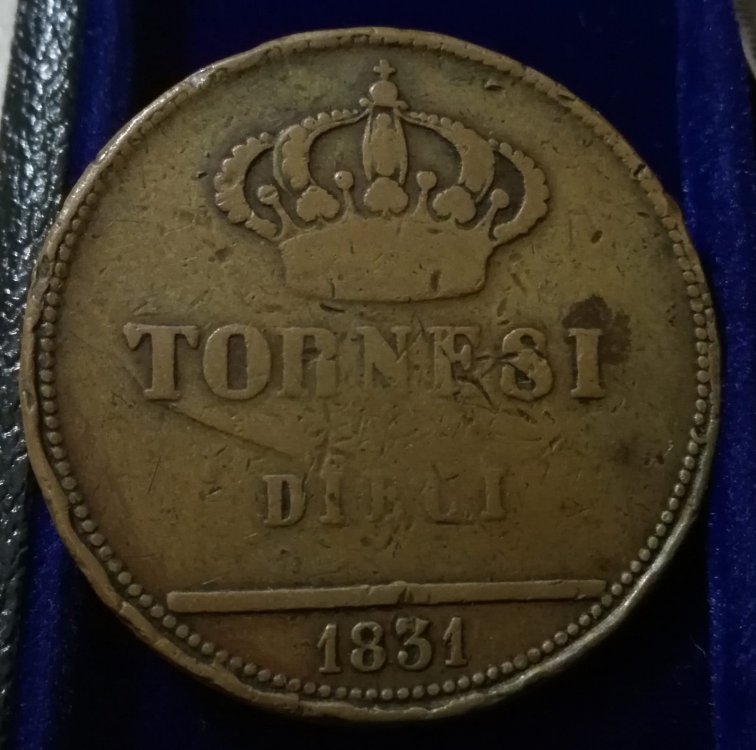 TORNESI
DIECI
1831